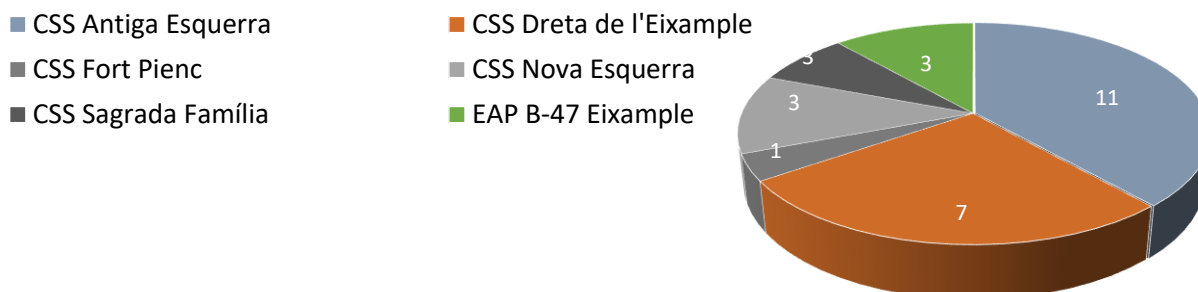 CSS Antiga Esquerra
CSS Dreta de l'Eixample
CSS Fort Pienc
CSS Nova Esquerra
CSS Sagrada Família
EAP B-47 Eixample
3
3
11
3
1
7